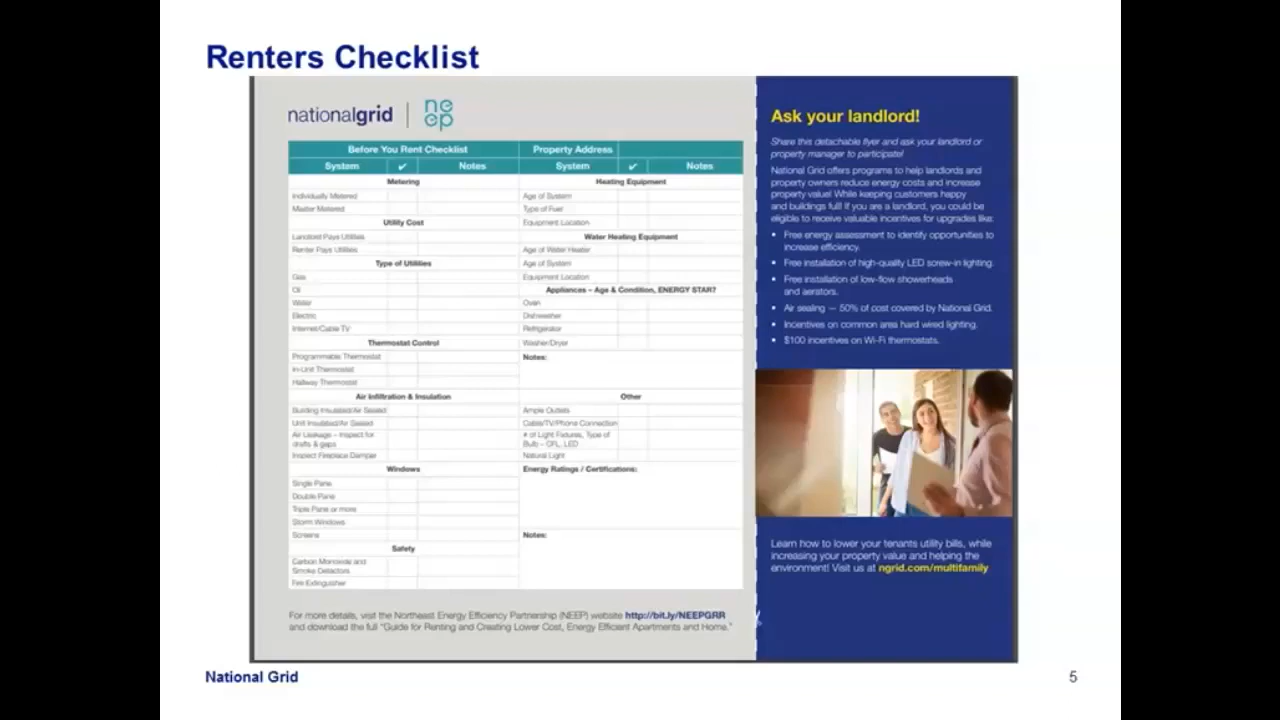 Renters Checklist
nationalgrid
ne
ep
Before You Rent Checklist
Property Address
System ✓ Notes
System ✓ Notes
Metering
Individually Metered
Master Metered
Utility Cost
Landlord Pays Utilities
Renter Pays Utilities
Type of Utilities
Gas
Oil
Water
Electric
Internet/Cable TV
Thermostat Control
Programmable Thermostat
In-Unit Thermostat
Hallway Thermostat
Air Infiltration & Insulation
Building Insulated/Air Sealed
Unit Insulated/Air Sealed
Air Leakage – Inspect for
drafts & gaps
Inspect Fireplace Damper
Windows
Single Pane
Double Pane
Triple Pane or more
Storm Windows
Screens
Safety
Carbon Monoxide and
Smoke Detectors
Fire Extinguisher
Heating Equipment
Age of System
Type of Fuel
Equipment Location
Water Heating Equipment
Age of Water Heater
Age of System
Equipment Location
Appliances – Age & Condition, ENERGY STAR?
Oven
Dishwasher
Refrigerator
Washer/Dryer
Notes:
Other
Ample Outlets
Cable/TV/Phone Connection
# of Light Fixtures, Type of
Bulb – CFL, LED
Natural Light
Energy Ratings / Certifications:
Notes:
For more details, visit the Northeast Energy Efficiency Partnership (NEEP) website http://bit.ly/NEEPGRR
and download the full "Guide for Renting and Creating Lower Cost, Energy Efficient Apartments and Home."
Ask your landlord!
Share this detachable flyer and ask your landlord or
property manager to participate!
National Grid offers programs to help landlords and
property owners reduce energy costs and increase
property value! While keeping customers happy
and buildings full! If you are a landlord, you could be
eligible to receive valuable incentives for upgrades like:
• Free energy assessment to identify opportunities to
increase efficiency.
• Free installation of high-quality LED screw-in lighting.
• Free installation of low-flow showerheads
and aerators.
• Air sealing — 50% of cost covered by National Grid.
• Incentives on common area hard wired lighting.
• $100 incentives on Wi-Fi thermostats.
Learn how to lower your tenants utility bills, while
increasing your property value and helping the
environment! Visit us at ngrid.com/multifamily
National Grid
5